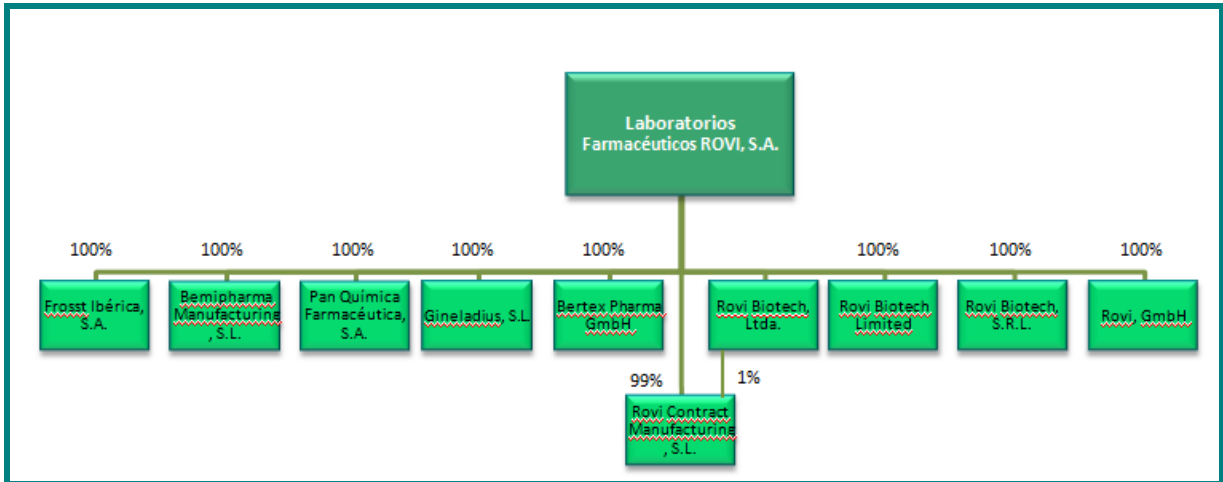 Laboratorios
Farmacéuticos ROVI, S.A.
100%
100%
100%
100%
100%
100%
100%
100%
Frosst Ibérica,
S.A.
Bemipharma
Manufacturing
, S.L.
Pan Química
Farmacéutica,
S.A.
Gineladius, S.L.
Bertex Pharma
GmbH
Rovi Biotech,
Ltda.
Rovi Biotech
Limited
Rovi Biotech,
S.R.L.
Rovi, GmbH
99%
1%
Rovi Contract
Manufacturing
, S.L.